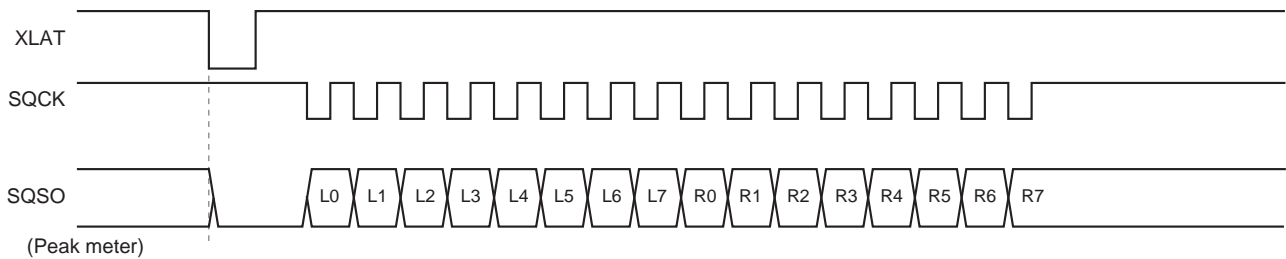 XLAT
SQCK
SQSO L0 L1 L2 L3 L4 L5 L6 L7 R0 R1 R2 R3 R4 R5 R6 R7
(Peak meter)